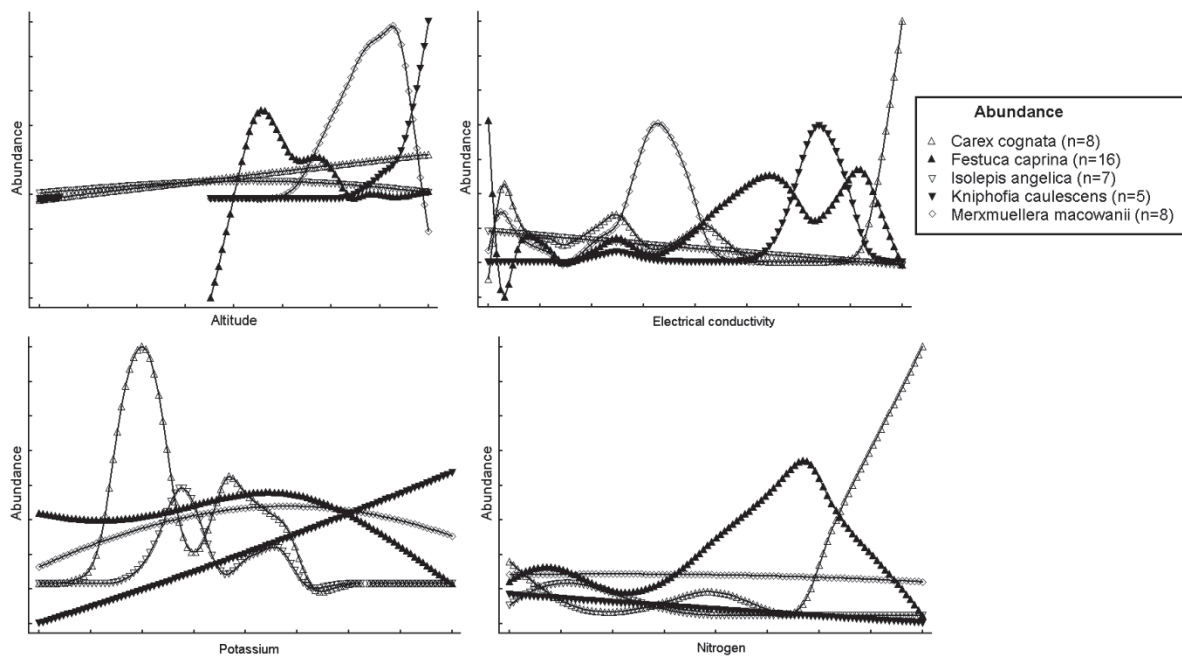 Abundance
Altitude
Abundance
Electrical conductivity
Abundance
Carex cognata (n=8)
Festuca caprina (n=16)
Isolepis angelica (n=7)
Kniphofia caulescens (n=5)
Merxmuellera macowanii (n=8)
Abundance
Potassium
Abundance
Nitrogen